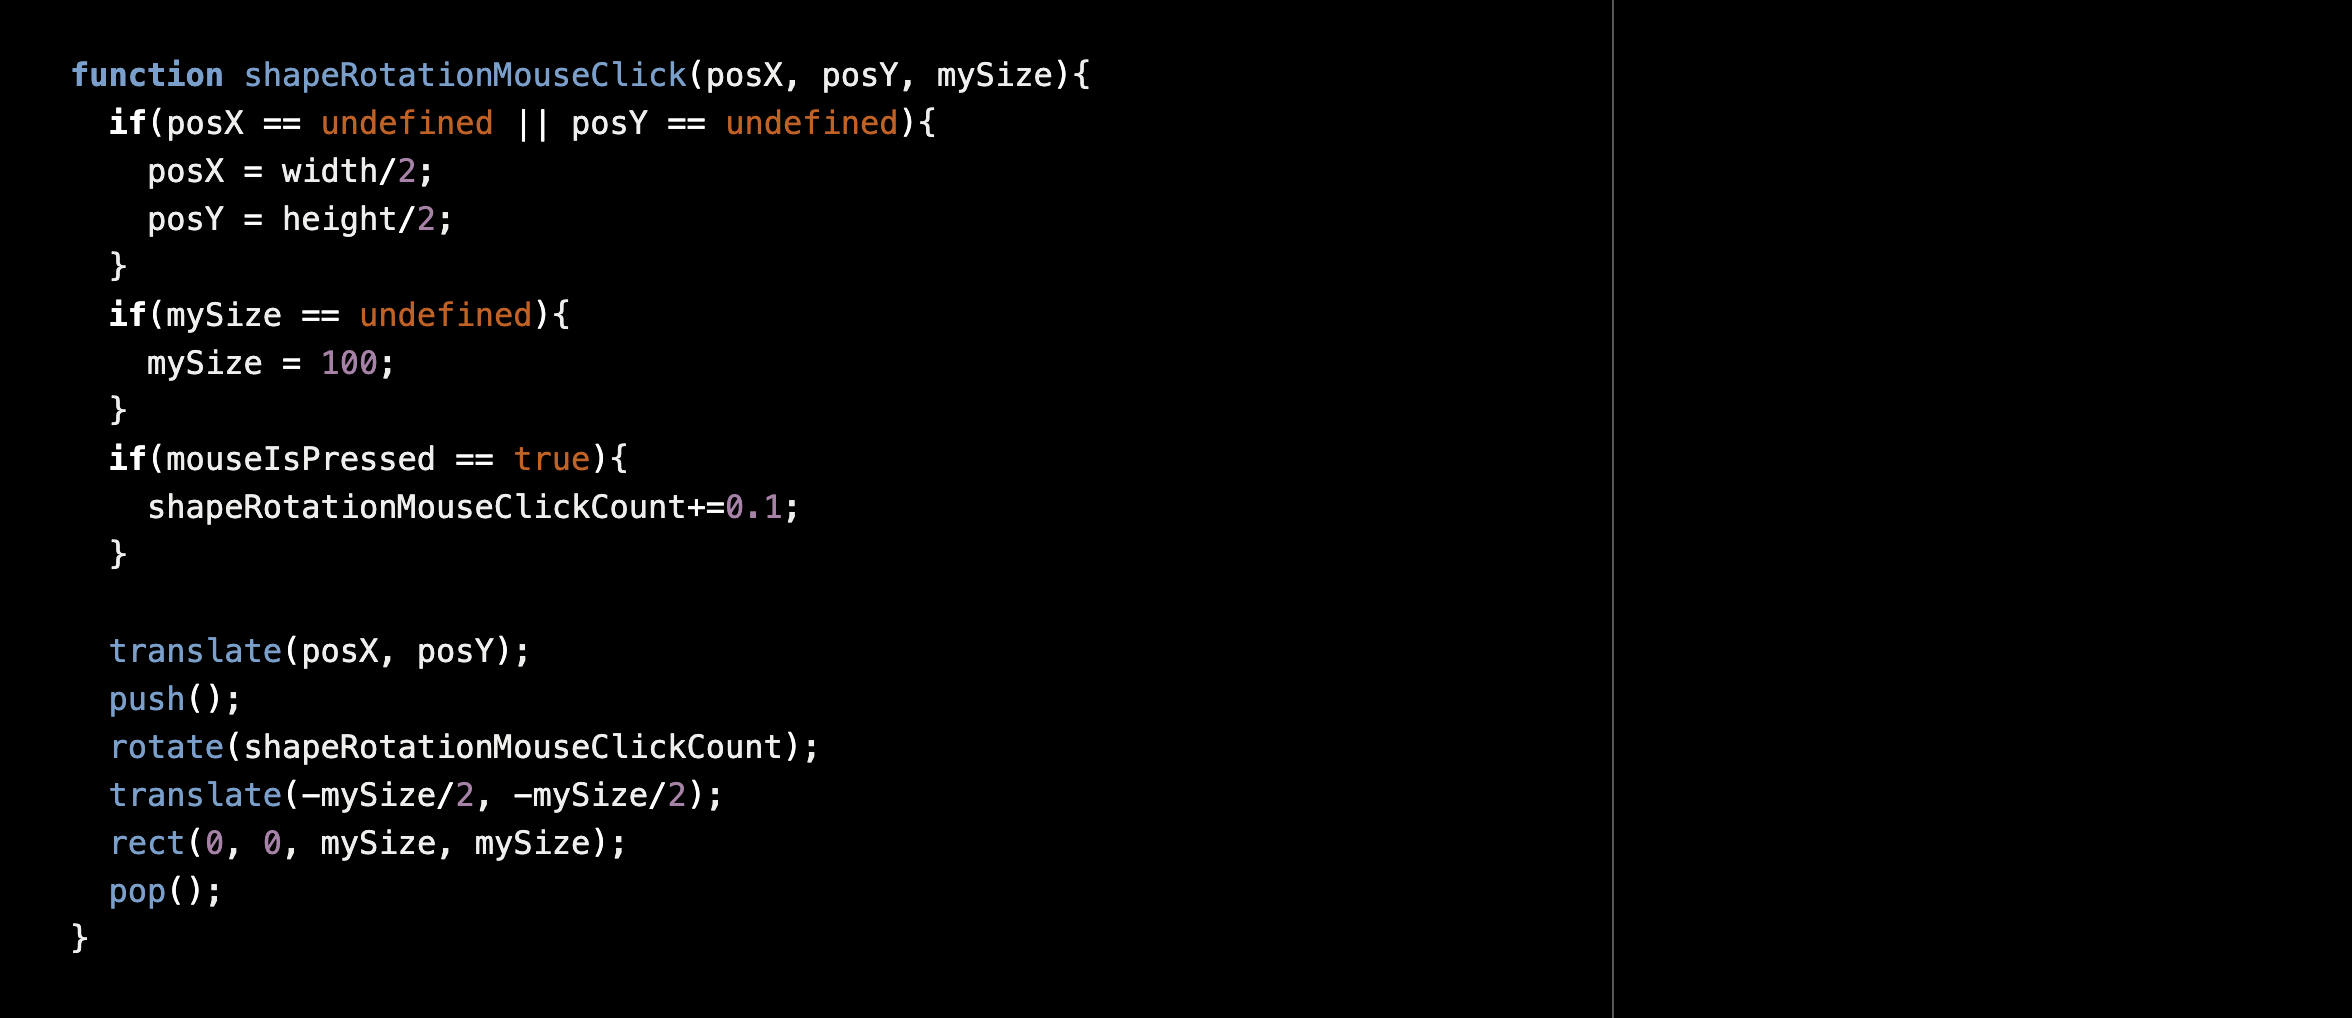 function shapeRotationMouseClick(posX, posY, mySize){
  if(posX == undefined || posY == undefined){
    posX = width/2;
    posY = height/2;
  }
  if(mySize == undefined){
    mySize = 100;
  }
  if(mouseIsPressed == true){
    shapeRotationMouseClickCount+=0.1;
  }

  translate(posX, posY);
  push();
  rotate(shapeRotationMouseClickCount);
  translate(-mySize/2, -mySize/2);
  rect(0, 0, mySize, mySize);
  pop();
}